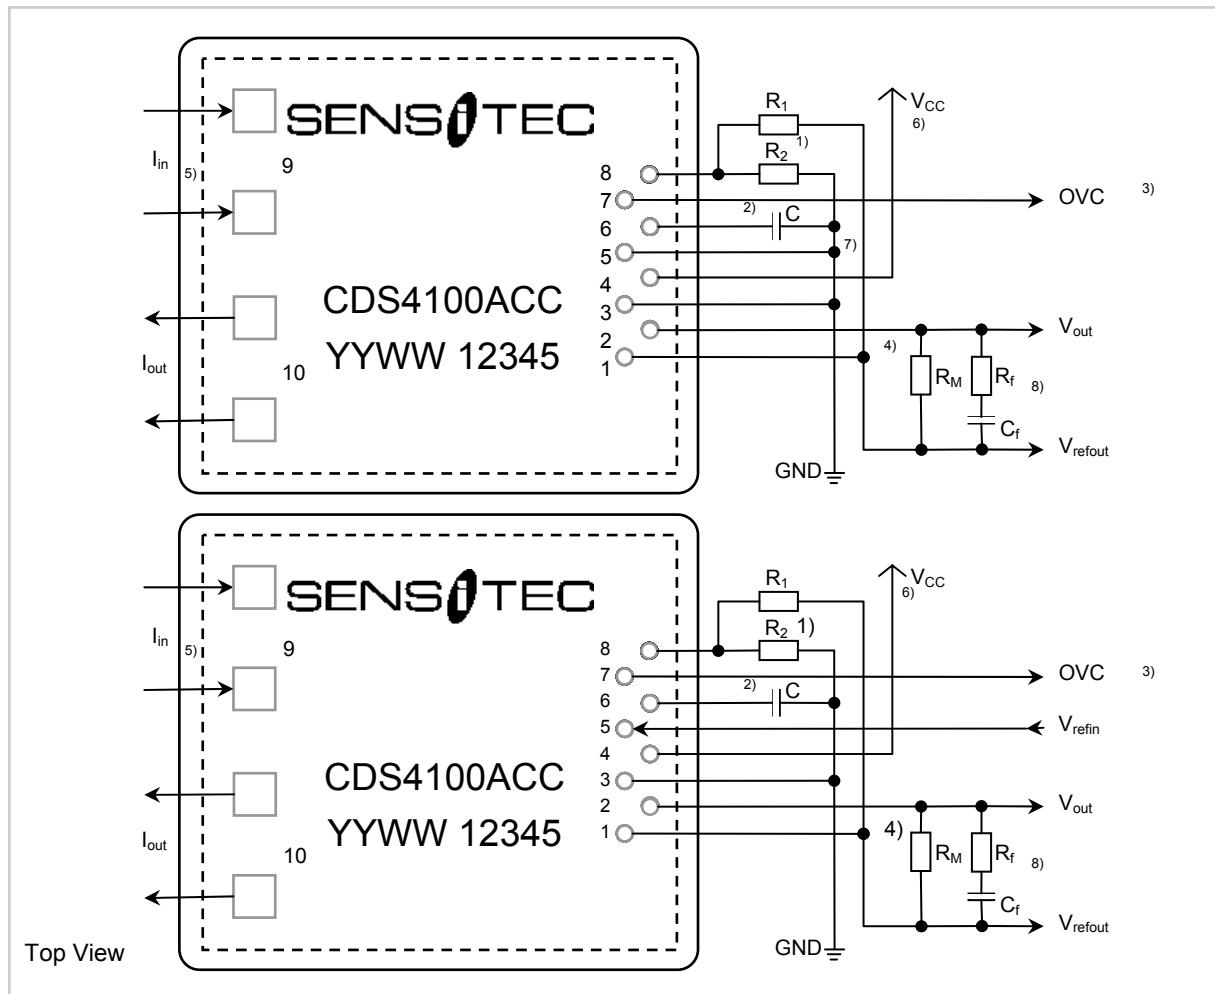 SENSiTEC
R1
1)
VCC
6)
Iin
5)
9
R2
8
7
OVC
3)
2)
C
6
5
7)
4
CDS4100ACC
3
Vout
2
4)
YYWW 12345
1
Iout
10
RM
Rf
8)
Cf
Vrefout
GND
SENSiTEC
R1
VCC
6)
R2 1)
Iin
5)
9
8
7
OVC
3)
2)
C
6
5
Vrefin
4
CDS4100ACC
3
2
Vout
YYWW 12345
1
4)
Iout
10
RM
Rf
8)
Cf
Vrefout
GND
Top View